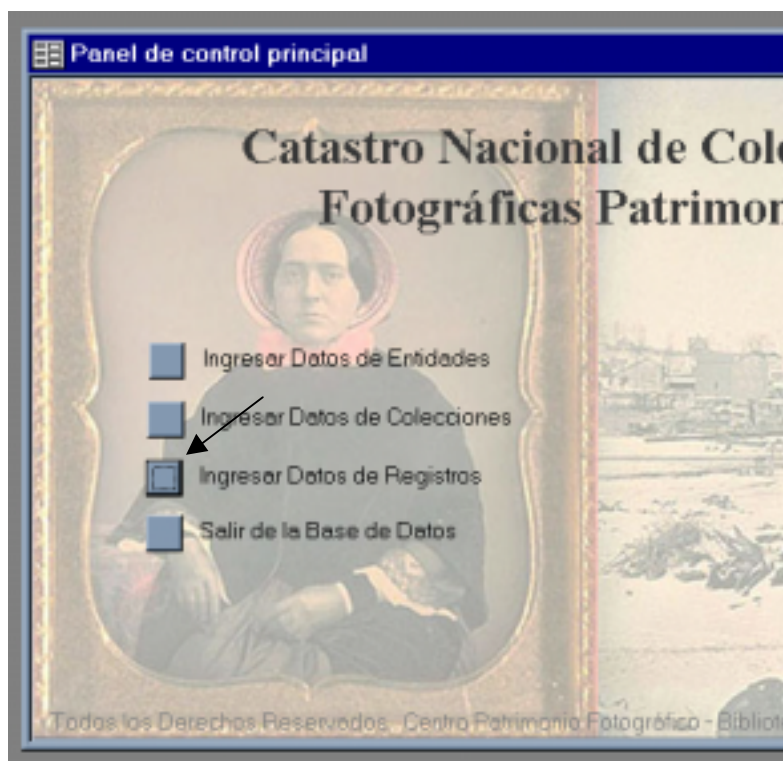 Panel de control principal
Catastro Nacional de Cole
Fotográficas Patrimon
Ingresar Datos de Entidades
Ingresar Datos de Colecciones
Ingresar Datos de Registros
Salir de la Base de Datos
Todos los Derechos Reservados. Centro Patrimonio Fotográfico - Bibliot